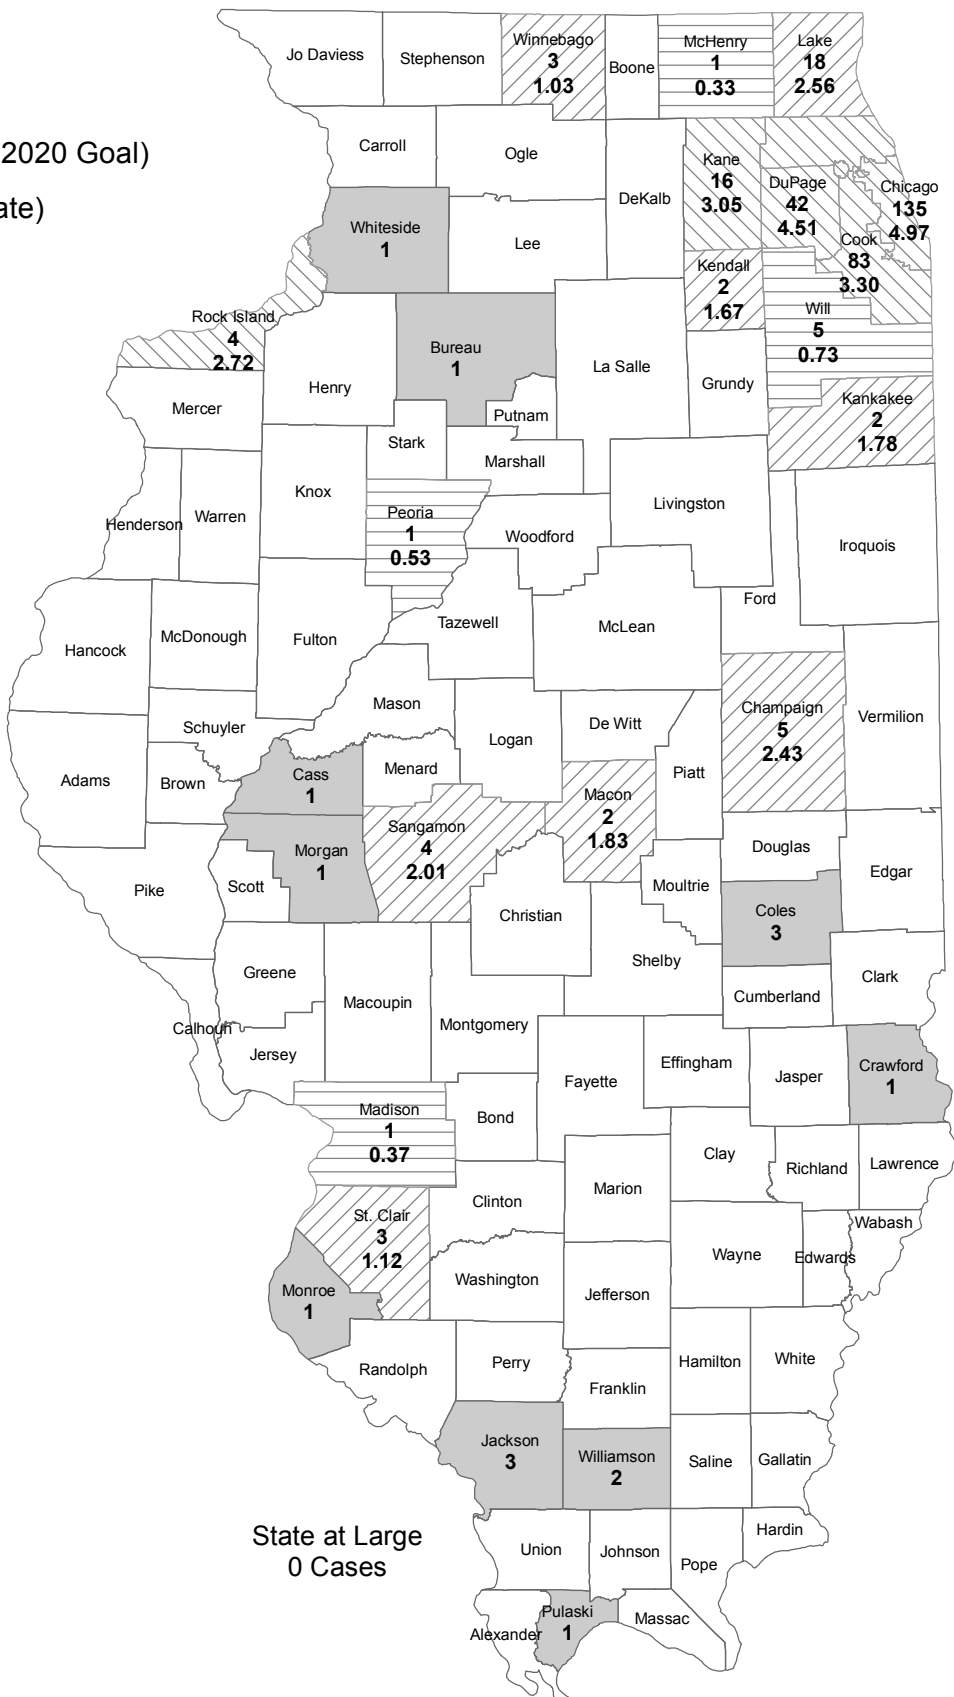 Jo Daviess
Stephenson
Winnebago
3
1.03
Boone
McHenry
1
0.33
Lake
18
2.56
2020 Goal)
ate)
Carroll
Ogle
DeKalb
Kane
16
3.05
DuPage
42
4.51
Chicago
135
4.97
Cook
83
3.30
Whiteside
1
Lee
Kendall
2
1.67
Will
5
0.73
Rock Island
4
2.72
Bureau
1
La Salle
Grundy
Kankakee
2
1.78
Henry
Mercer
Putnam
Stark
Marshall
Knox
Peoria
1
0.53
Woodford
Livingston
Iroquois
Henderson
Warren
Ford
Tazewell
McLean
Hancock
McDonough
Fulton
Mason
Logan
De Witt
Champaign
5
2.43
Vermilion
Schuyler
Adams
Brown
Cass
1
Menard
Piatt
Macon
2
1.83
Sangamon
4
2.01
Morgan
1
Scott
Pike
Christian
Moultrie
Douglas
Edgar
Coles
3
Shelby
Greene
Macoupin
Montgomery
Cumberland
Clark
Calhoun
Jersey
Fayette
Effingham
Jasper
Crawford
1
Madison
1
0.37
Bond
Clay
Richland
Lawrence
Clinton
Marion
St. Clair
3
1.12
Wabash
Wayne
Edwards
Washington
Jefferson
Monroe
1
Randolph
Perry
Franklin
Hamilton
White
Jackson
3
Williamson
2
Saline
Gallatin
State at Large
0 Cases
Union
Johnson
Pope
Hardin
Alexander
Pulaski
1
Massac